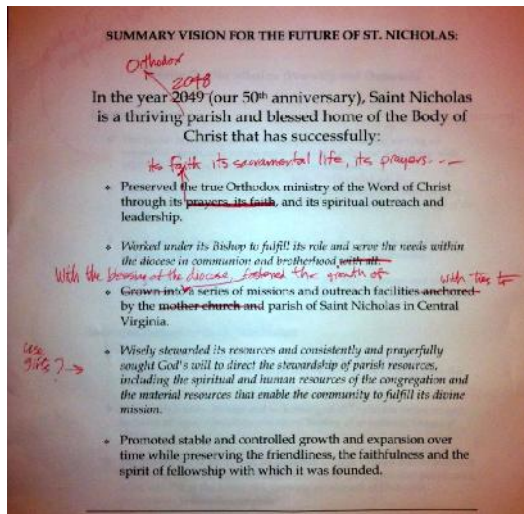 SUMMARY VISION FOR THE FUTURE OF ST. NICHOLAS:
Orthodox
2048
In the year 2049 (our 50th anniversary), Saint Nicholas
is a thriving parish and blessed home of the Body of
Christ that has successfully:
its faith its sacramental life, its prayers...
Preserved the true Orthodox ministry of the Word of Christ
through its prayers, its faith, and its spiritual outreach and
leadership.
Worked under its Bishop to fulfill its role and serve the needs within
the diocese in communion and brotherhood with all.
With the blessing of the diocese, fostered the growth of
with ties to
Grown into a series of missions and outreach facilities anchored
by the mother church and parish of Saint Nicholas in Central
Virginia.
Wisely stewarded its resources and consistently and prayerfully
use
gifts? →
sought God's will to direct the stewardship of parish resources,
including the spiritual and human resources of the congregation and
the material resources that enable the community to fulfill its divine
mission.
Promoted stable and controlled growth and expansion over
time while preserving the friendliness, the faithfulness and the
spirit of fellowship with which it was founded.